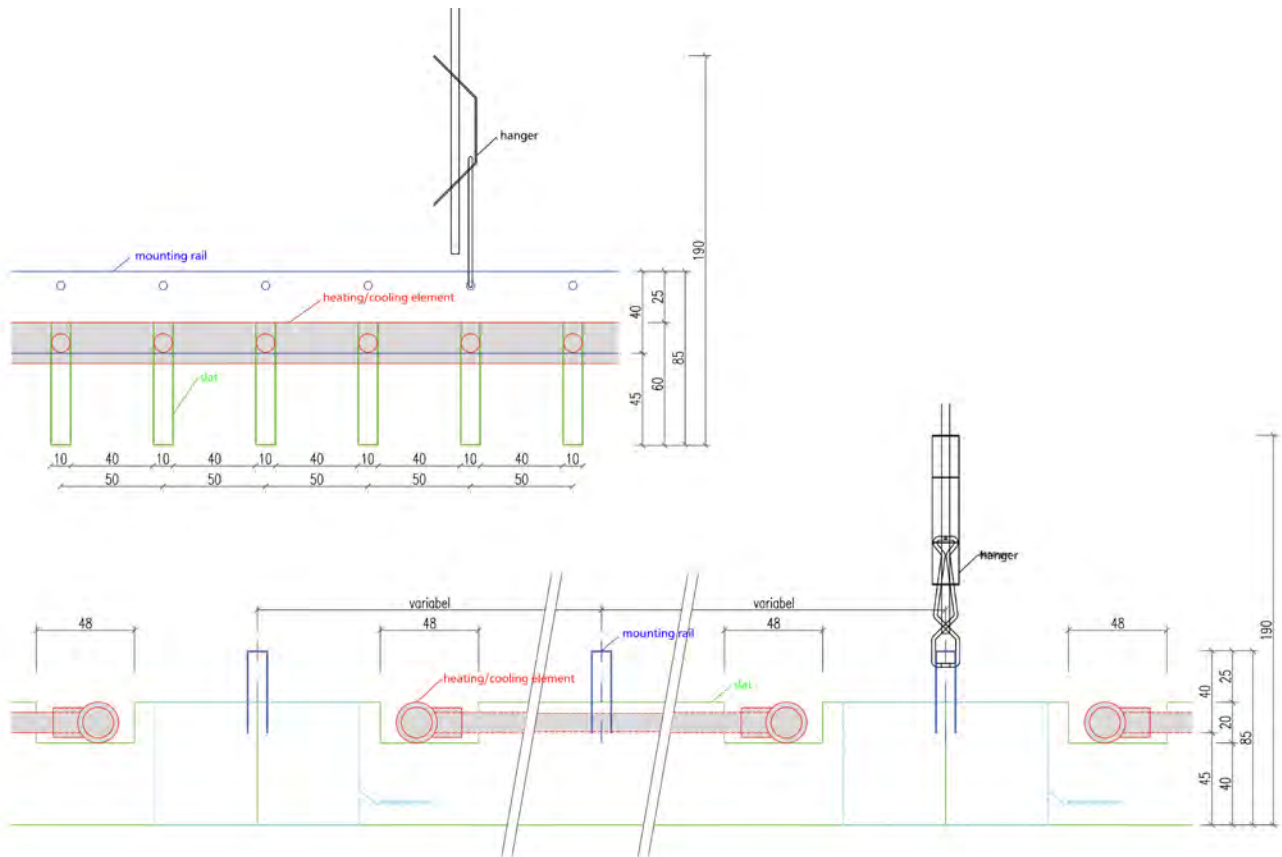 hanger
mounting rail
heating/cooling element
slat
190
40
25
85
45
60
10 40 10 40 10 40 10 40 10 40 10
50 50 50 50 50
hanger
variabel variabel
48 48 48 48
mounting rail
heating/cooling element
slat
190
40
25
20
85
45
40